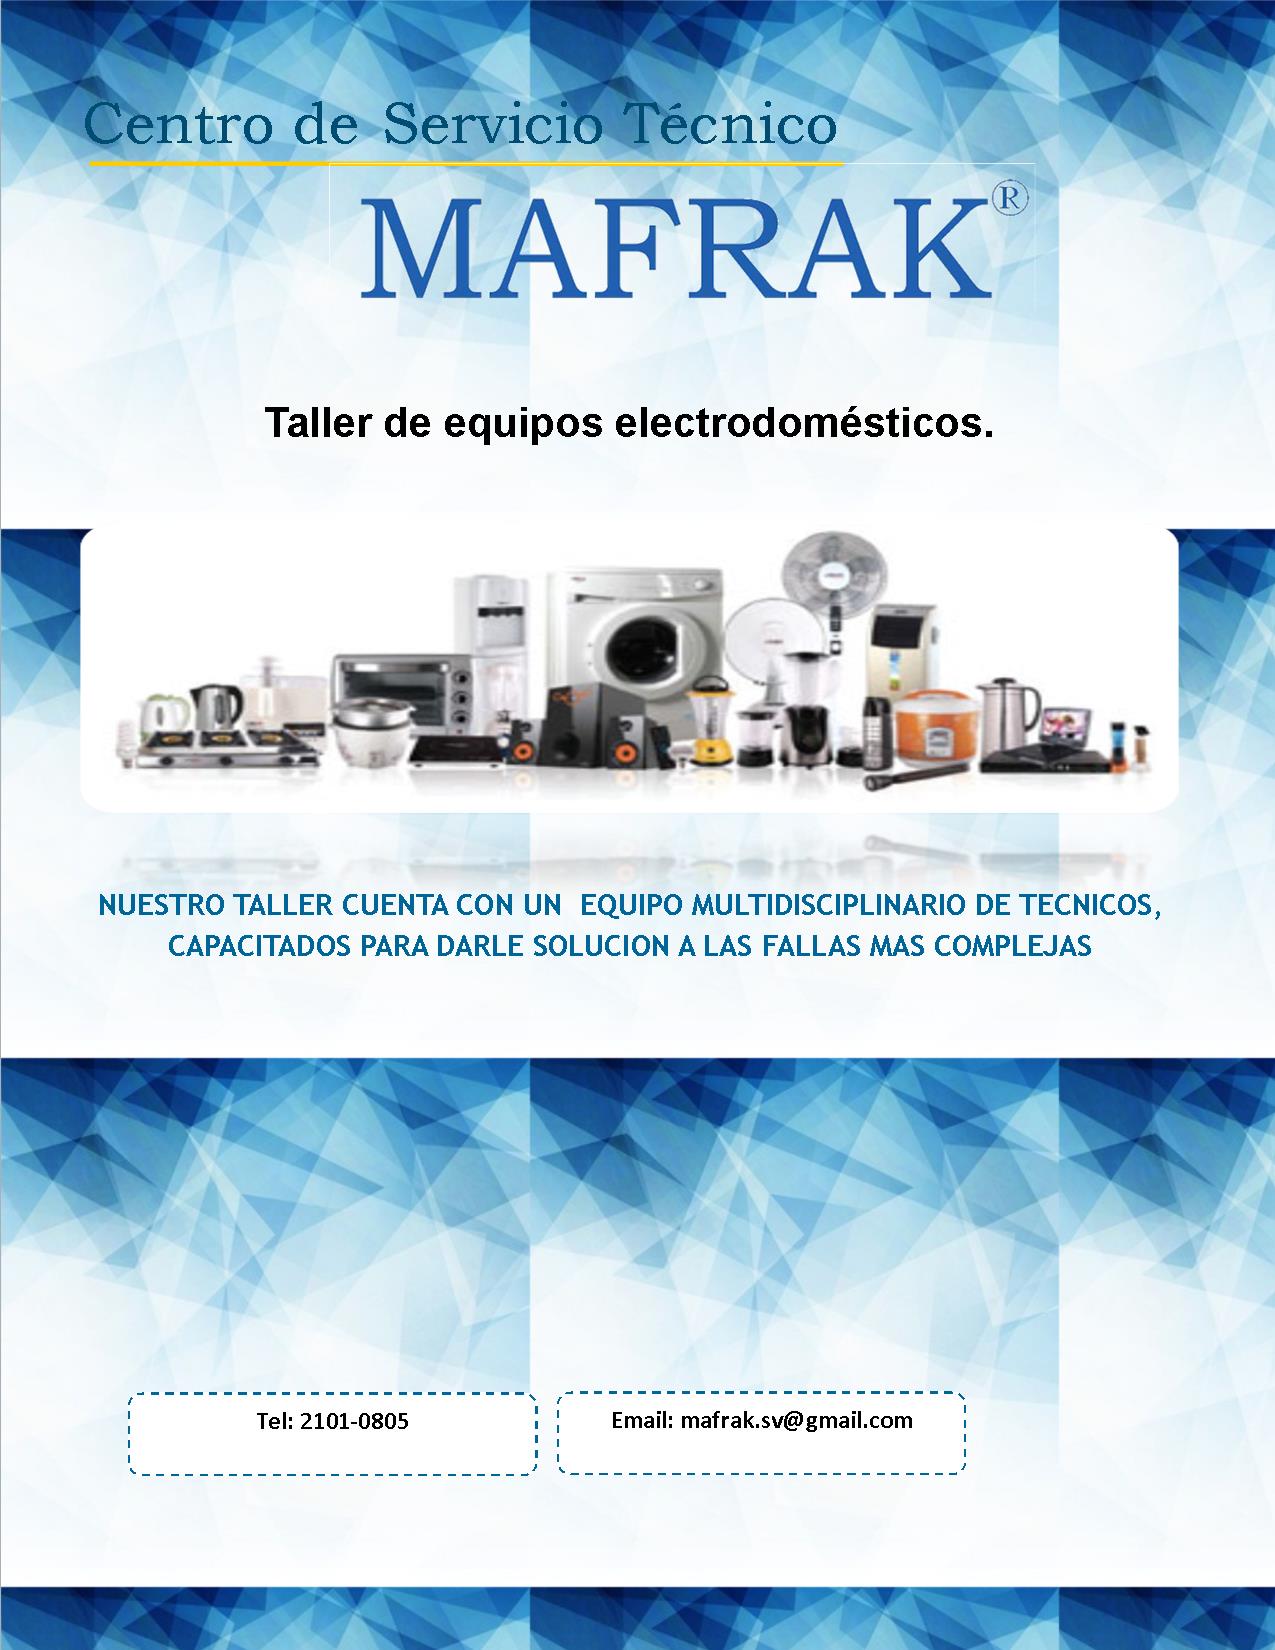 Centro de Servicio Técnico
MAFRAK®
Taller de equipos electrodomésticos.
NUESTRO TALLER CUENTA CON UN  EQUIPO MULTIDISCIPLINARIO DE TECNICOS,
CAPACITADOS PARA DARLE SOLUCION A LAS FALLAS MAS COMPLEJAS
Tel: 2101-0805
Email: mafrak.sv@gmail.com